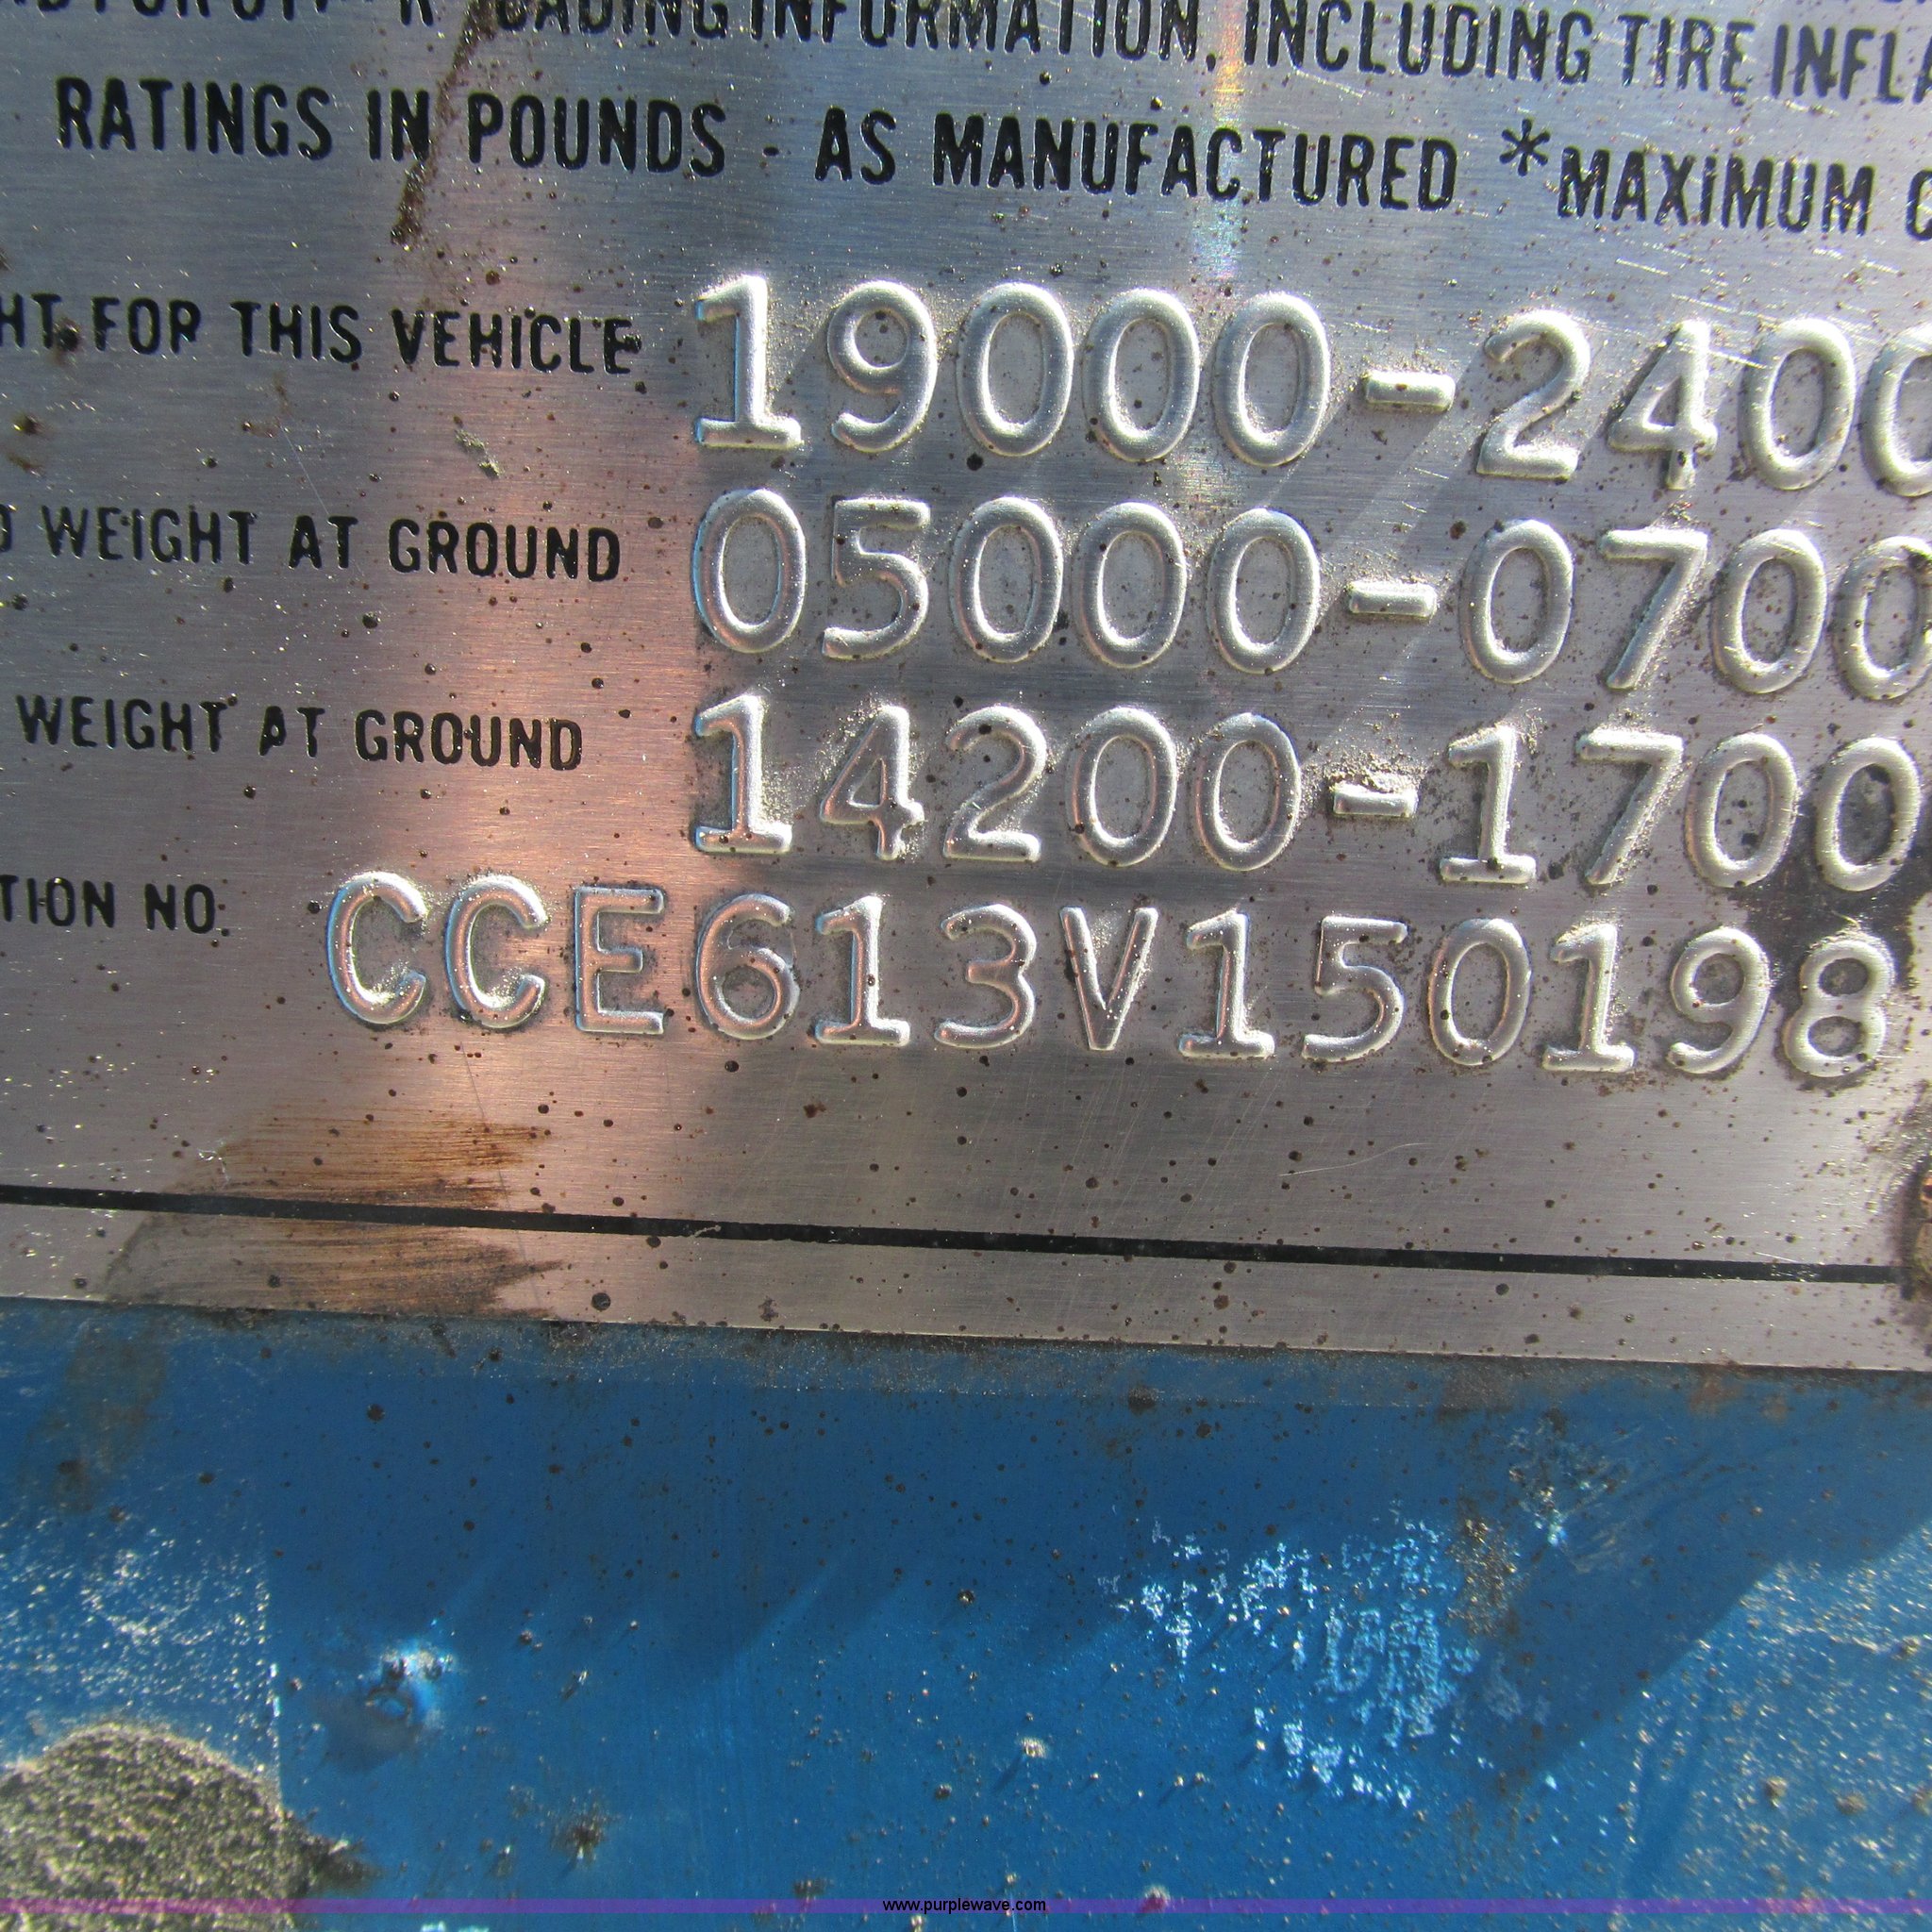 LOADING INFORMATION, INCLUDING TIRE INFLA
RATINGS IN POUNDS - AS MANUFACTURED *MAXIMUM
FOR THIS VEHICLE 19000-2400
WEIGHT AT GROUND 05000-0700
WEIGHT AT GROUND 14200-1700
TION NO. CCE613V150198
www.purplewave.com